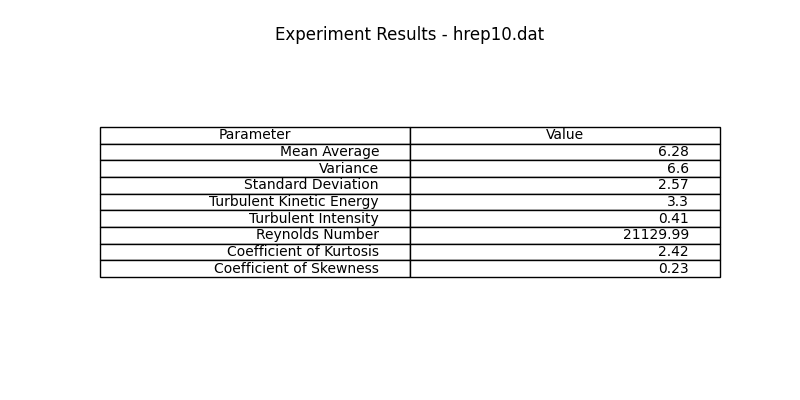 Experiment Results - hrep10.dat
Parameter Value
Mean Average 6.28
Variance 6.6
Standard Deviation 2.57
Turbulent Kinetic Energy 3.3
Turbulent Intensity 0.41
Reynolds Number 21129.99
Coefficient of Kurtosis 2.42
Coefficient of Skewness 0.23